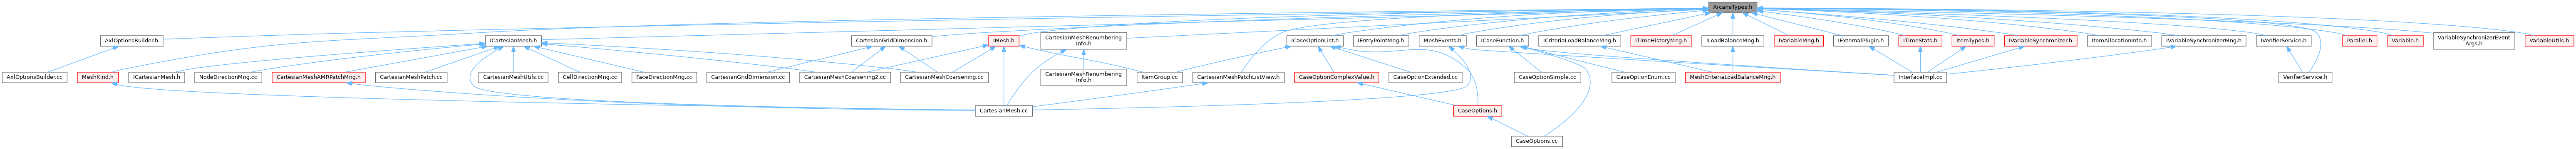 ArcaneTypes.h
AxlOptionsBuilder.h
ICartesianMesh.h
CartesianGridDimension.h
IMesh.h
CartesianMeshRenumbering
Info.h
ICaseOptionList.h
IEntryPointMng.h
MeshEvents.h
ICaseFunction.h
ICriteriaLoadBalanceMng.h
ITimeHistoryMng.h
ILoadBalanceMng.h
IVariableMng.h
IExternalPlugin.h
ITimeStats.h
ItemTypes.h
IVariableSynchronizer.h
ItemAllocationInfo.h
IVariableSynchronizerMng.h
IVerifierService.h
Parallel.h
Variable.h
VariableSynchronizerEvent
Args.h
VariableUtils.h
AxlOptionsBuilder.cc
MeshKind.h
ICartesianMesh.h
NodeDirectionMng.cc
CartesianMeshAMRPatchMng.h
CartesianMeshPatch.cc
CartesianMeshUtils.cc
CellDirectionMng.cc
FaceDirectionMng.cc
CartesianGridDimension.cc
CartesianMeshCoarsening2.cc
CartesianMeshCoarsening.cc
CartesianMeshRenumbering
Info.h
ItemGroup.cc
CartesianMeshPatchListView.h
CaseOptionComplexValue.h
CaseOptionExtended.cc
CaseOptionSimple.cc
CaseOptionEnum.cc
MeshCriteriaLoadBalanceMng.h
InterfaceImpl.cc
VerifierService.h
CartesianMesh.cc
CaseOptions.h
CaseOptions.cc